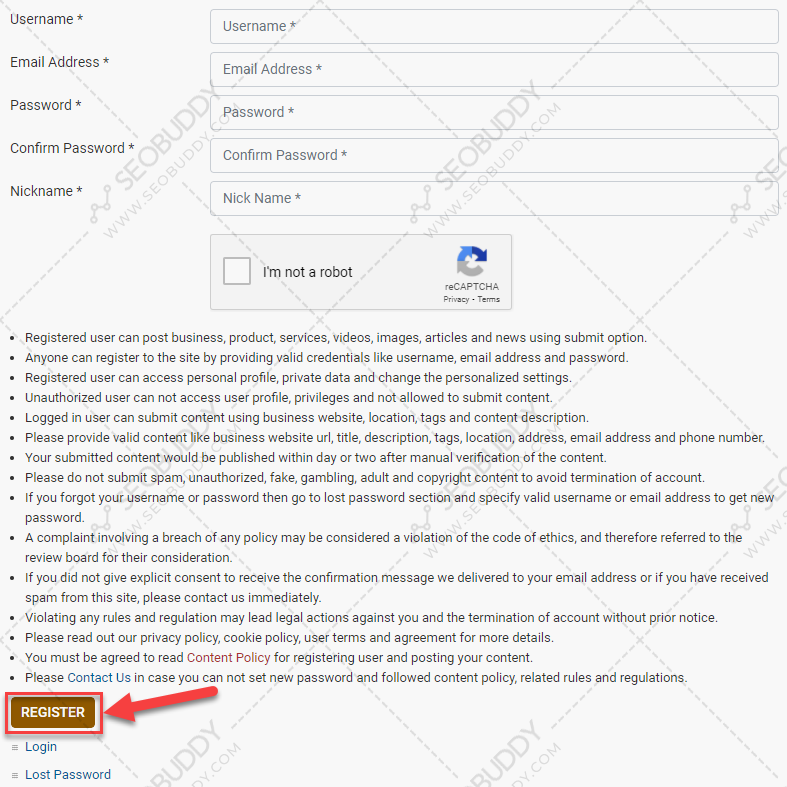 Username *
Username *
Email Address *
Email Address *
Password *
Password *
Confirm Password *
Confirm Password *
Nickname *
Nick Name *
SEOBUDDY
WWW.SEOBUDDY.COM
SEOBUDDY
WWW.SEOBUDDY.COM
I'm not a robot
reCAPTCHA
Privacy - Terms
Registered user can post business, product, services, videos, images, articles and news using submit option.
Anyone can register to the site by providing valid credentials like username, email address and password.
Registered user can access personal profile, private data and change the personalized settings.
Unauthorized user can not access user profile, privileges and not allowed to submit content.
Logged in user can submit content using business website, location, tags and content description.
Please provide valid content like business website url, title, description, tags, location, address, email address and phone number.
Your submitted content would be published within day or two after manual verification of the content.
Please do not submit spam, unauthorized, fake, gambling, adult and copyright content to avoid termination of account.
If you forgot your username or password then go to lost password section and specify valid username or email address to get new
password.
A complaint involving a breach of any policy may be considered a violation of the code of ethics, and therefore referred to the
review board for their consideration.
If you did not give explicit consent to receive the confirmation message we delivered to your email address or if you have received
spam from this site, please contact us immediately.
Violating any rules and regulation may lead legal actions against you and the termination of account without prior notice.
Please read out our privacy policy, cookie policy, user terms and agreement for more details.
You must be agreed to read Content Policy for registering user and posting your content.
Please Contact Us in case you can not set new password and followed content policy, related rules and regulations.
REGISTER
Login
Lost Password